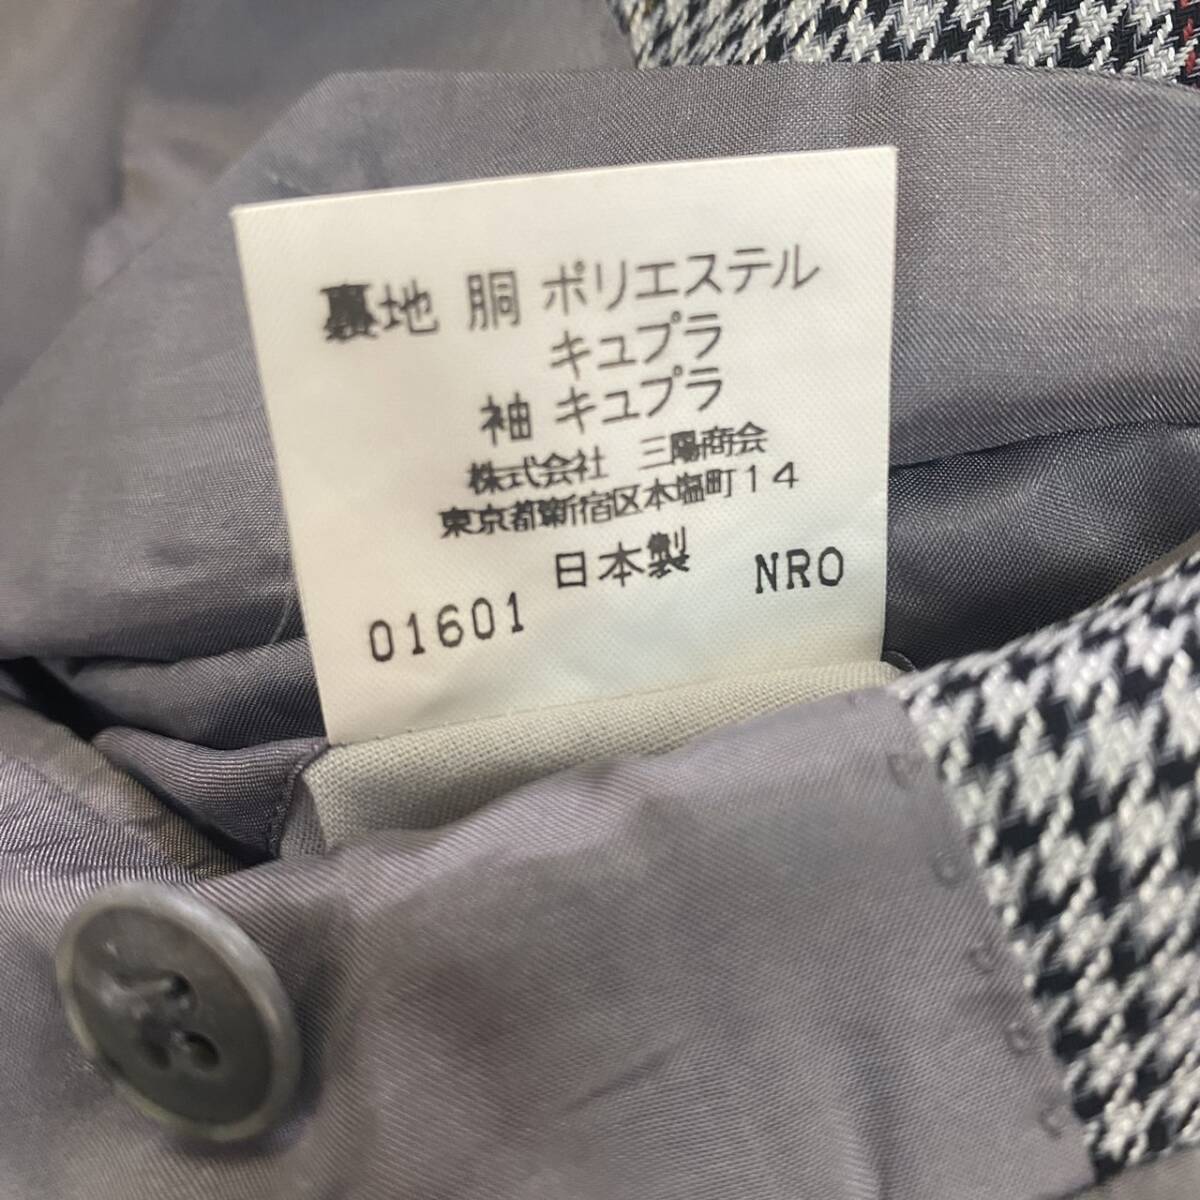 裏地 胴 ポリエステル
キュプラ
袖 キュプラ
株式会社 三陽商会
東京都新宿区本塩町14
日本製
01601 NRO